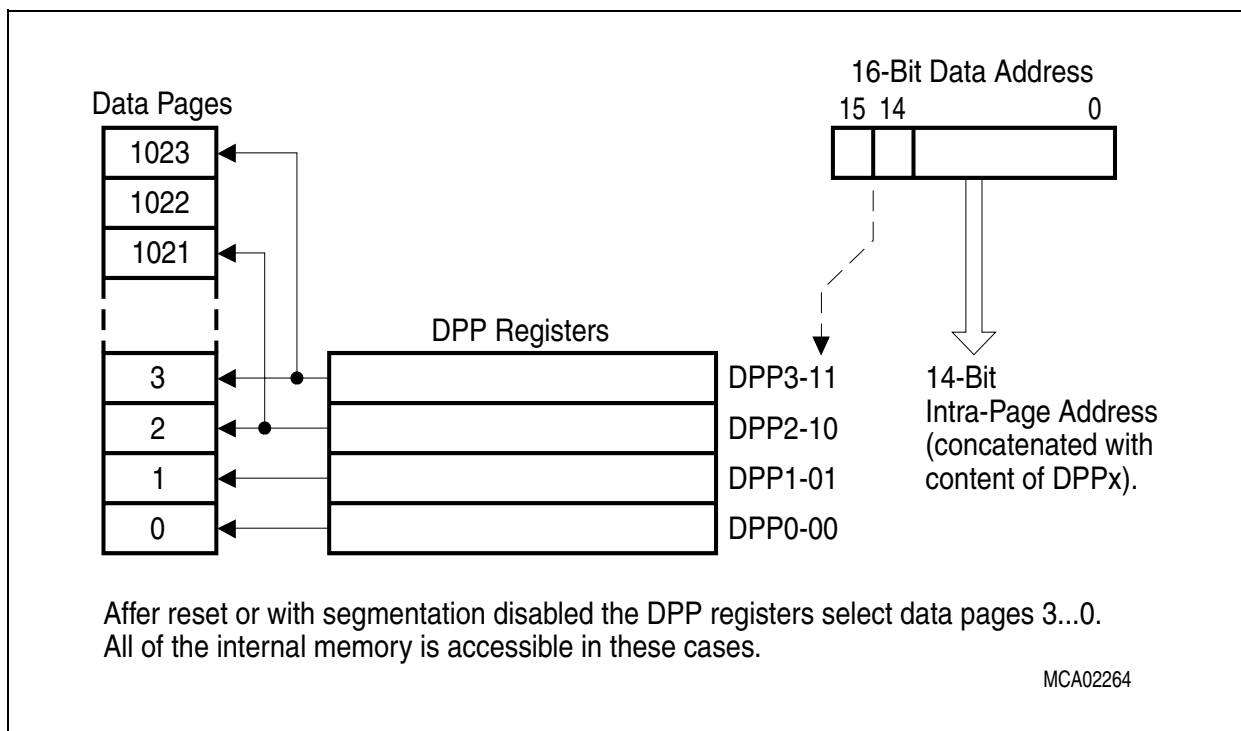 16-Bit Data Address
15 14 0
Data Pages
1023
1022
1021
DPP Registers
3
2
1
0
DPP3-11
DPP2-10
DPP1-01
DPP0-00
14-Bit
Intra-Page Address
(concatenated with
content of DPPx).
Affer reset or with segmentation disabled the DPP registers select data pages 3...0.
All of the internal memory is accessible in these cases.
MCA02264